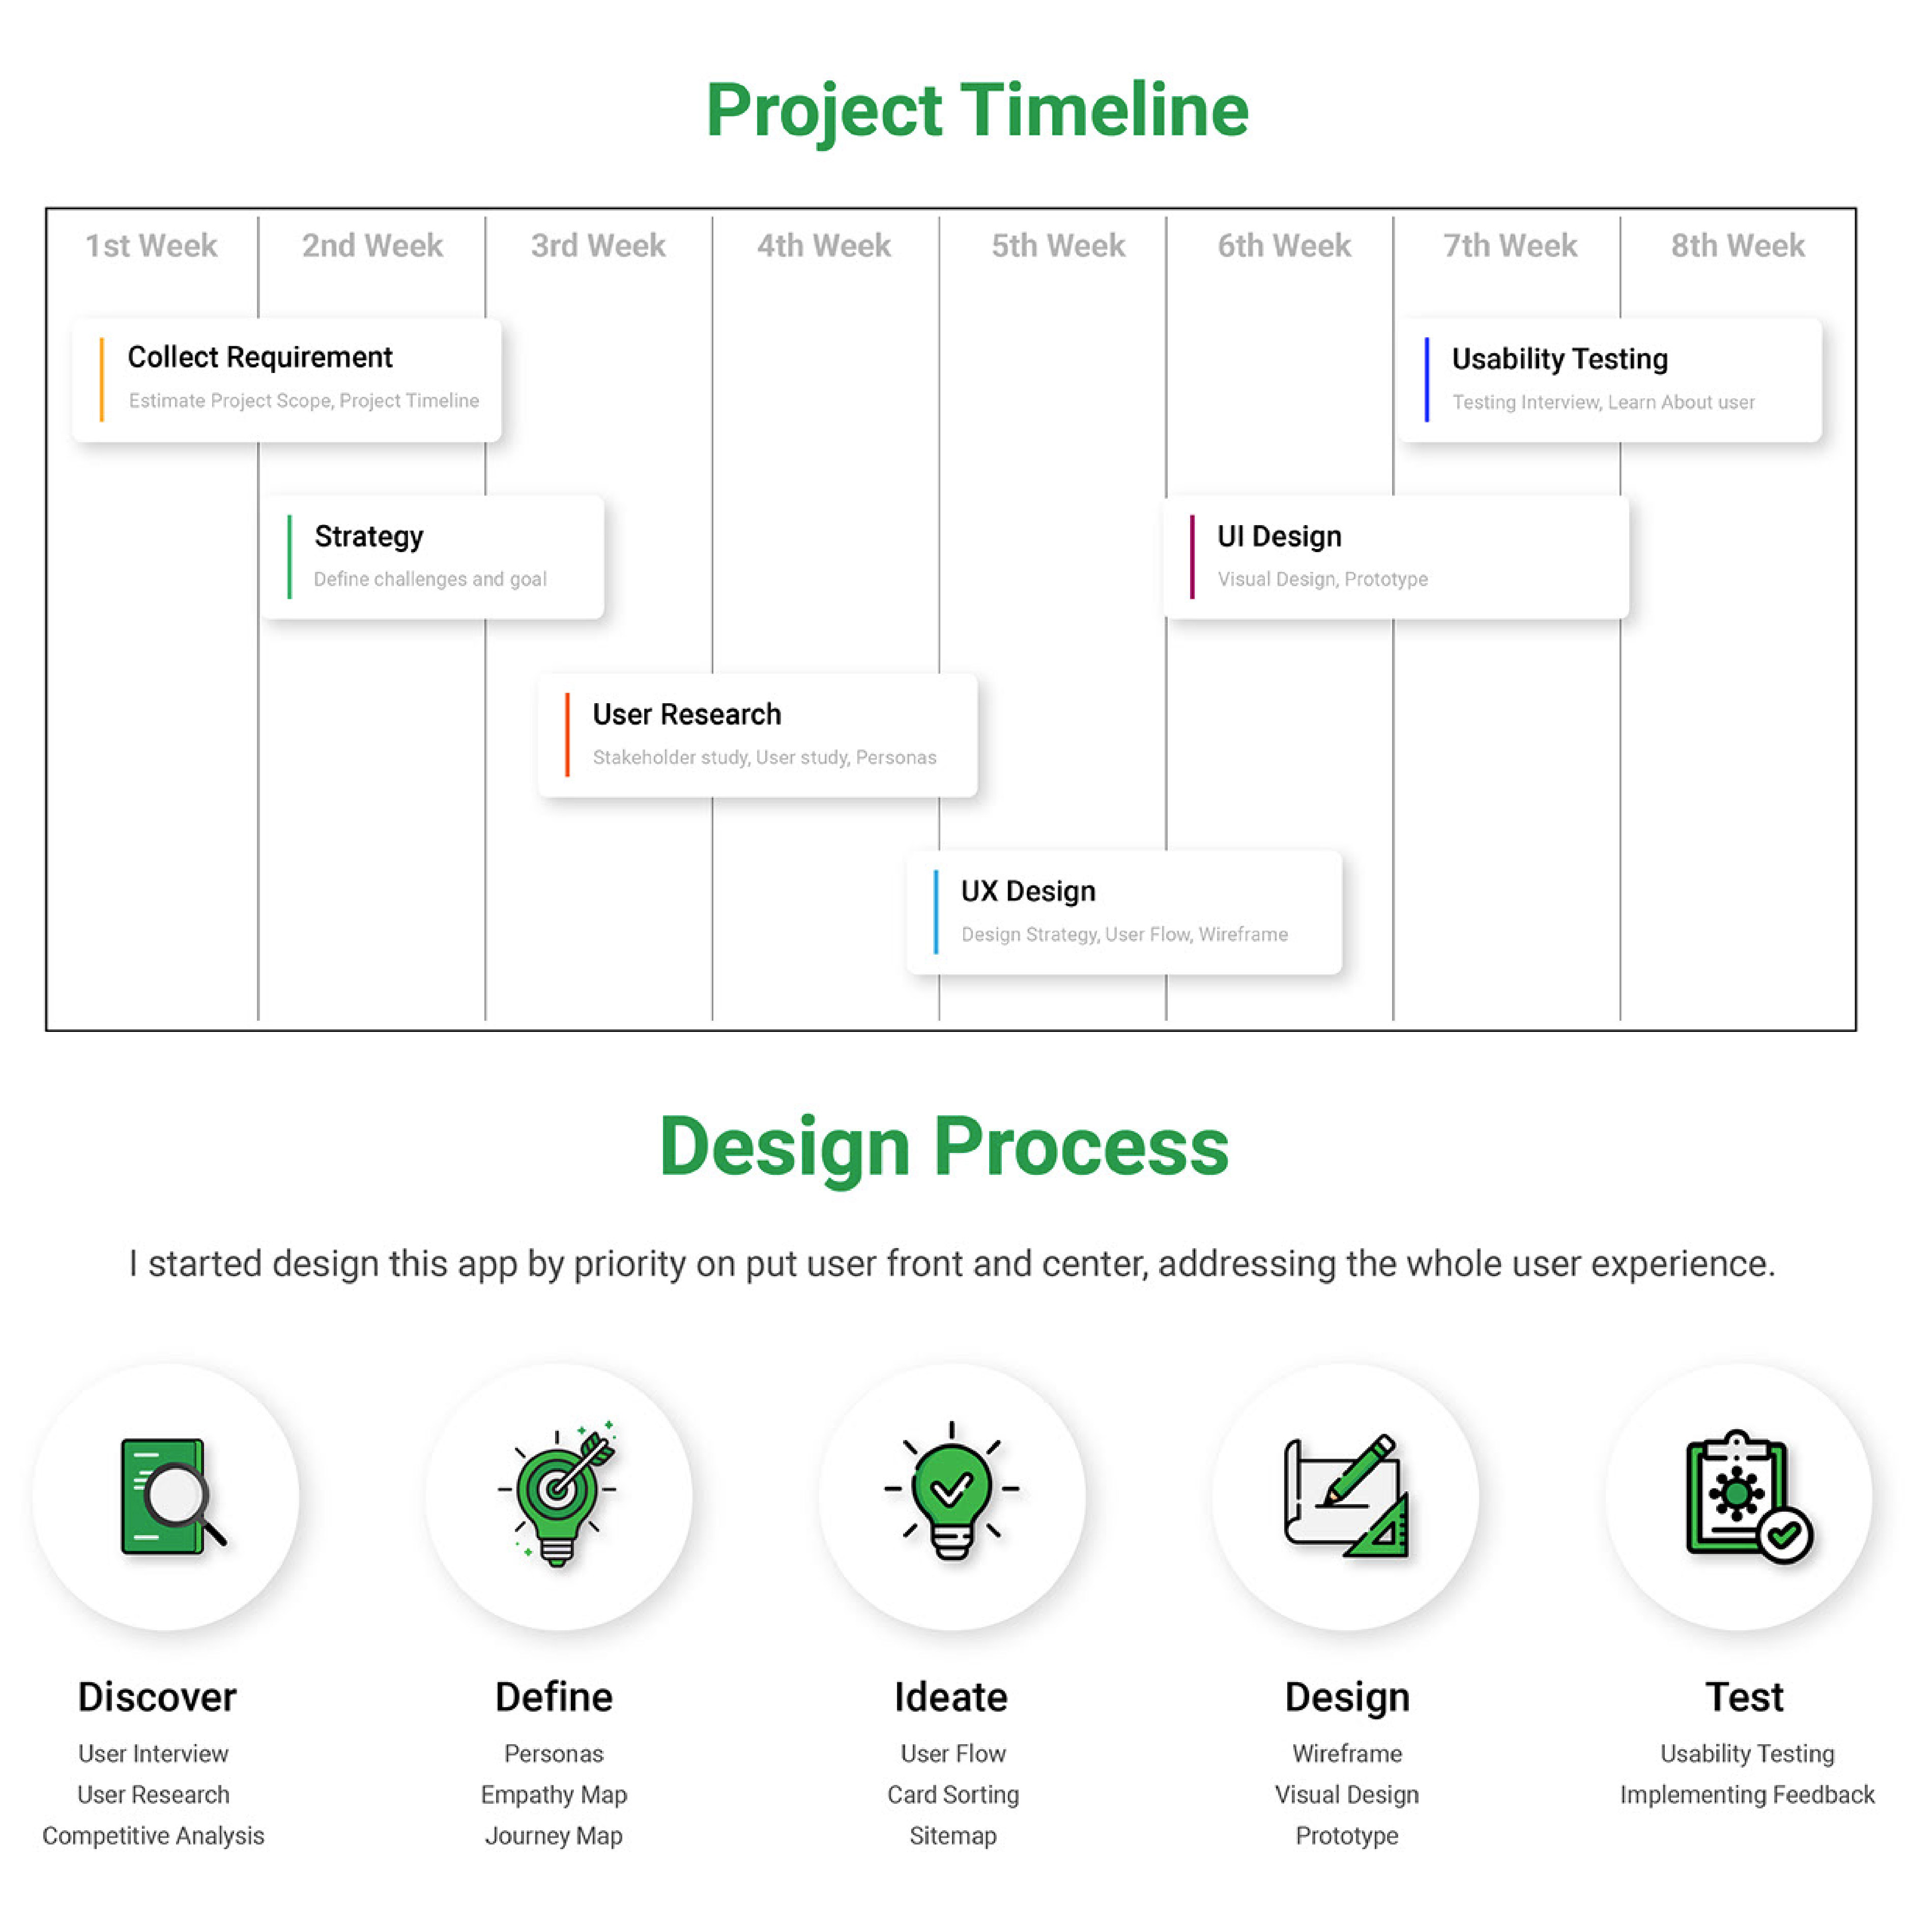 Project Timeline
1st Week 2nd Week 3rd Week 4th Week 5th Week 6th Week 7th Week 8th Week
Collect Requirement
Estimate Project Scope, Project Timeline
Usability Testing
Testing Interview, Learn About user
Strategy
Define challenges and goal
UI Design
Visual Design, Prototype
User Research
Stakeholder study, User study, Personas
UX Design
Design Strategy, User Flow, Wireframe
Design Process
I started design this app by priority on put user front and center, addressing the whole user experience.
Discover
User Interview
User Research
Competitive Analysis
Define
Personas
Empathy Map
Journey Map
Ideate
User Flow
Card Sorting
Sitemap
Design
Wireframe
Visual Design
Prototype
Test
Usability Testing
Implementing Feedback